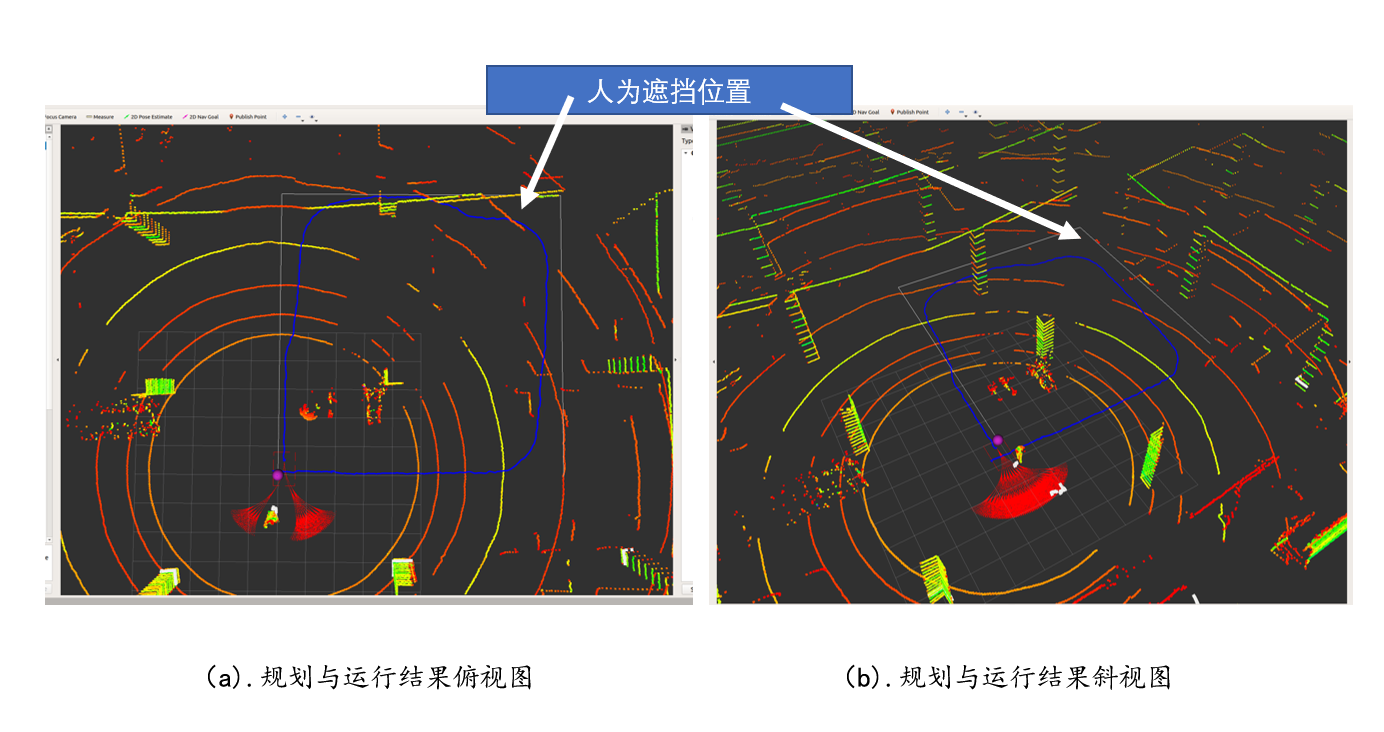 人为遮挡位置
ocus Camera Measure 2D Pose Estimate 2D Nav Goal Publish Point
D Nav Goal Publish Point
Type
(a).规划与运行结果俯视图
(b).规划与运行结果斜视图